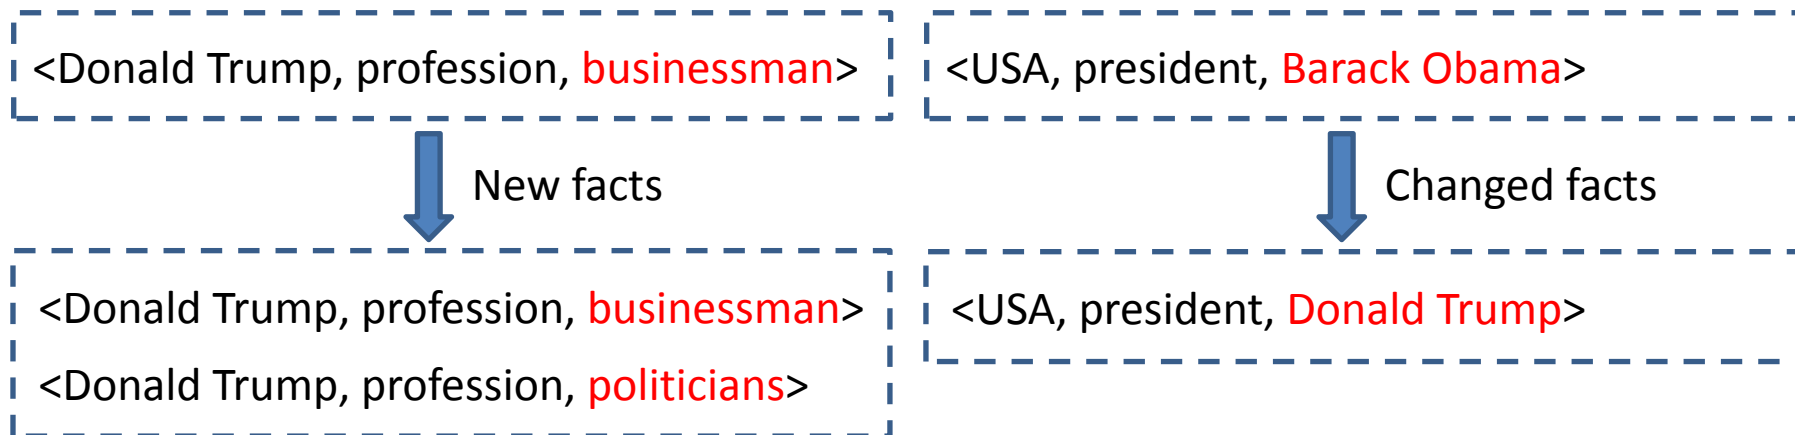 <Donald Trump, profession, businessman>
<USA, president, Barack Obama>
New facts
Changed facts
<Donald Trump, profession, businessman>
<Donald Trump, profession, politicians>
<USA, president, Donald Trump>